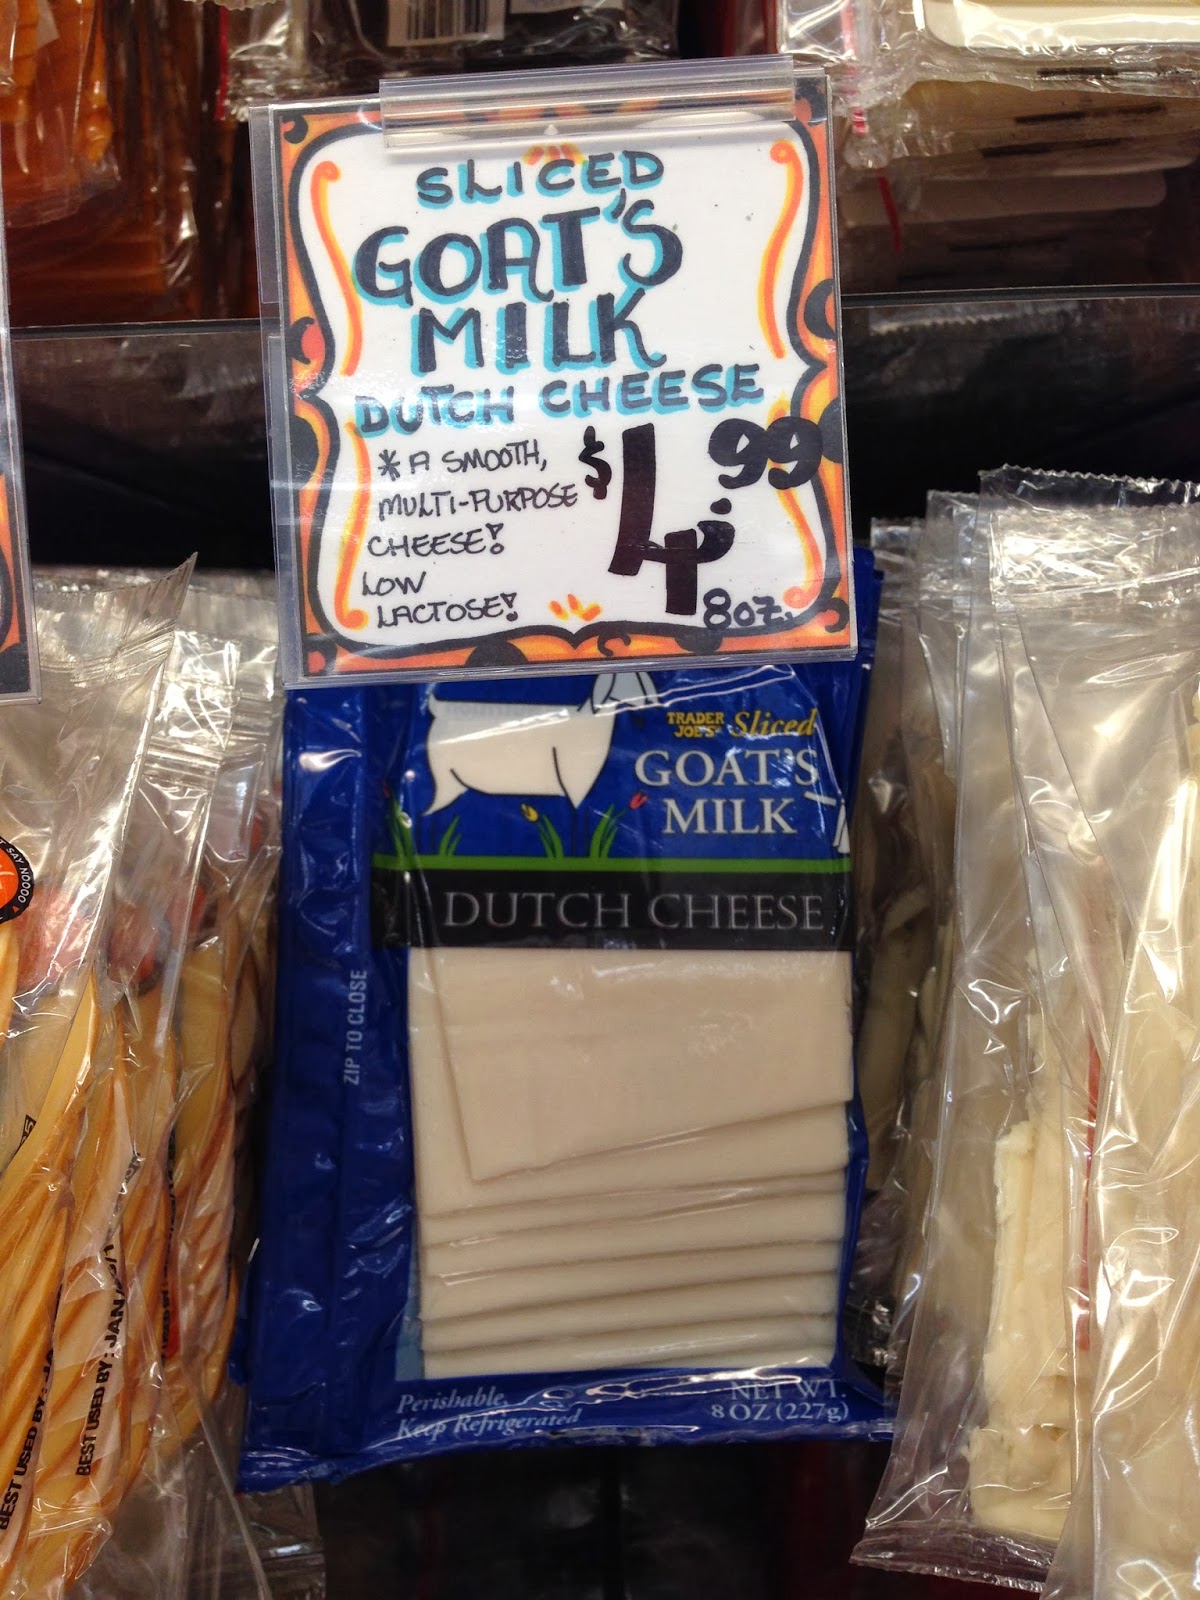 SLICED
GOAT'S
MILK
DUTCH CHEESE
* A SMOOTH,
MULTI-PURPOSE
CHEESE!
LOW
LACTOSE!
$4.99
8oz.
TRADER
JOE'S Sliced
GOAT'S
MILK
DUTCH CHEESE
ZIP TO CLOSE
Perishable,
Keep Refrigerated
NET WT.
8 OZ (227g)
BEST USED BY:
BEST USED BY: JAN